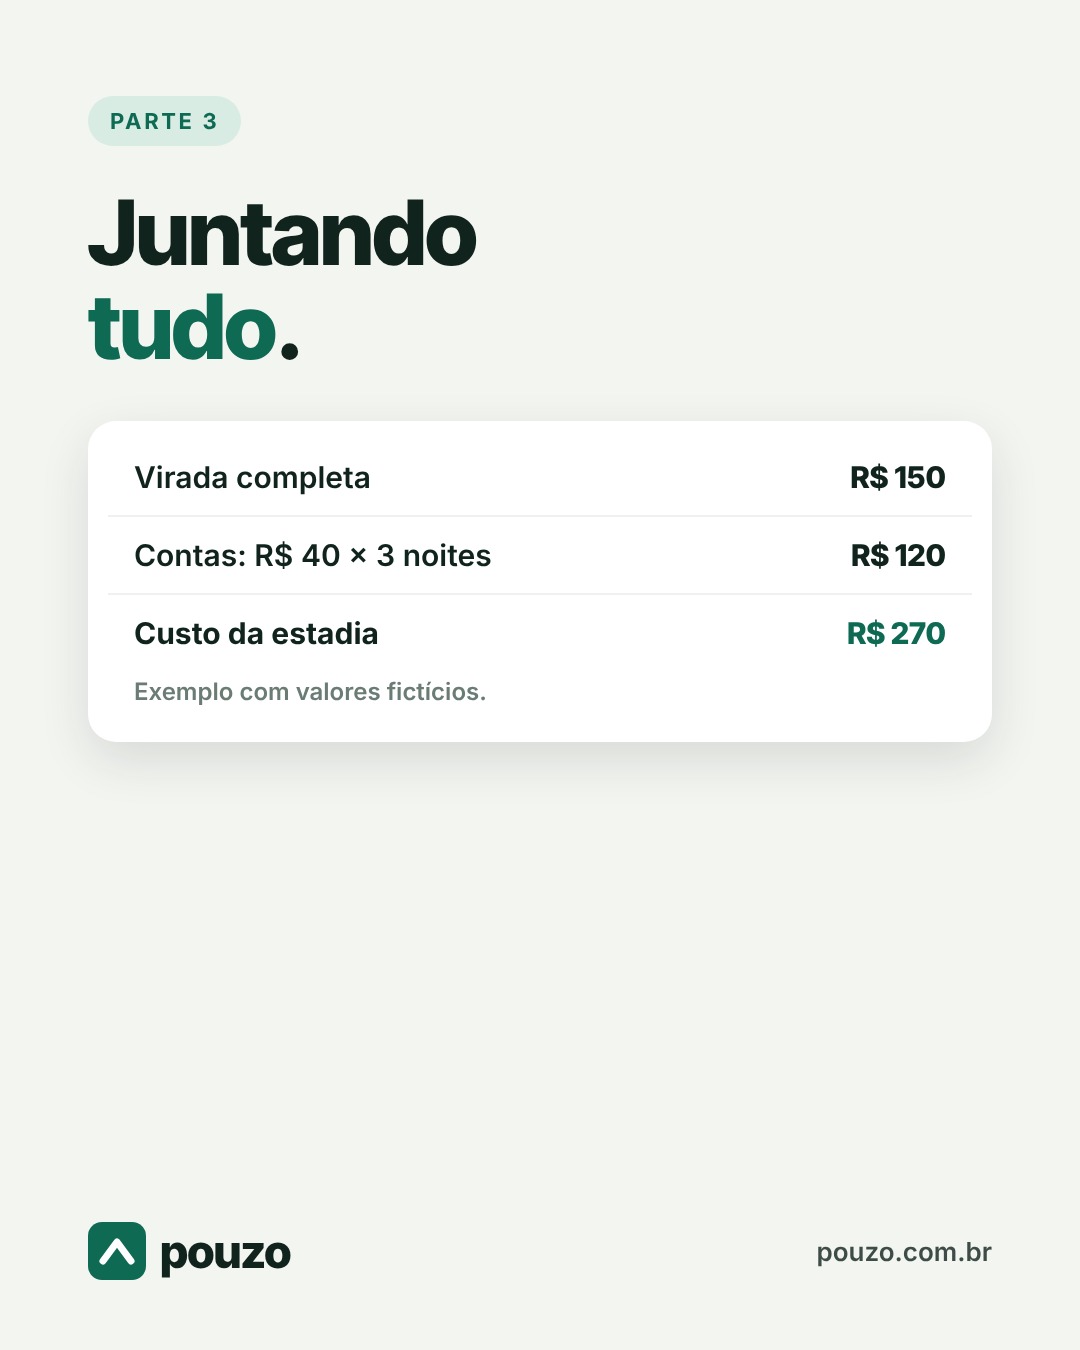 PARTE 3
Juntando
tudo.
Virada completa R$ 150
Contas: R$ 40 × 3 noites R$ 120
Custo da estadia R$ 270
Exemplo com valores fictícios.
pouzo pouzo.com.br